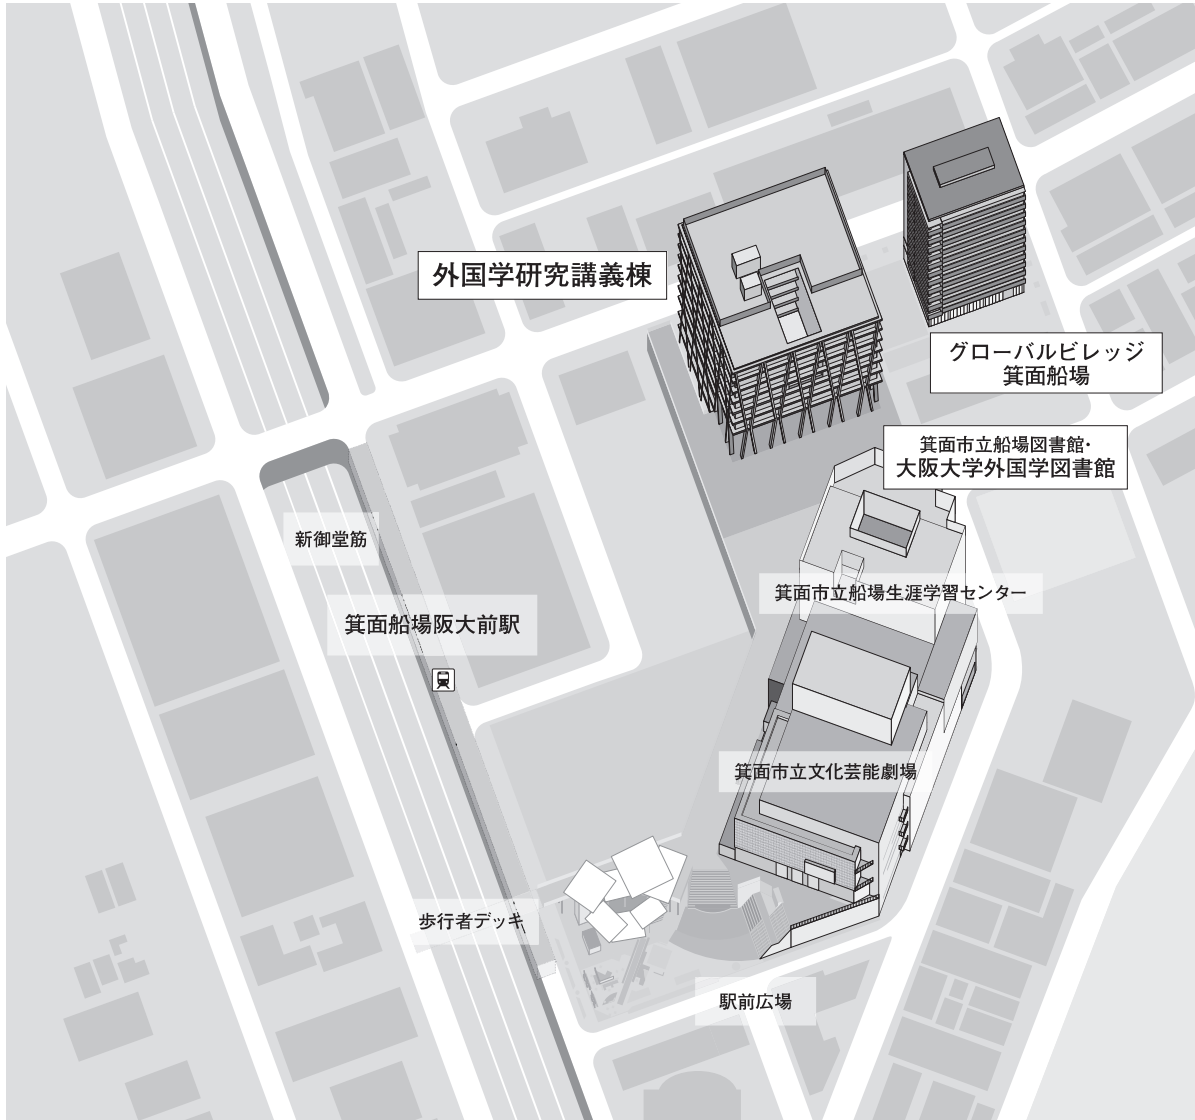 外国学研究講義棟
グローバルビレッジ
箕面船場
箕面市立船場図書館・
大阪大学外国学図書館
新御堂筋
箕面市立船場生涯学習センター
箕面船場阪大前駅
箕面市立文化芸能劇場
歩行者デッキ
駅前広場